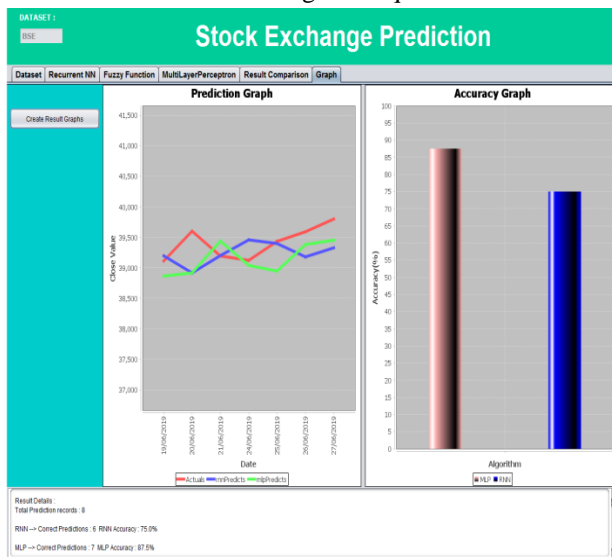 DATASET :
BSE
Stock Exchange Prediction
Dataset Recurrent NN Fuzzy Function MultiLayerPerceptron Result Comparison Graph
Create Result Graphs
Prediction Graph
41,500
41,000
40,500
40,000
39,500
39,000
38,500
38,000
37,500
37,000
Close Value
19/06/2019
20/06/2019
21/06/2019
24/06/2019
25/06/2019
26/06/2019
27/06/2019
Date
Actuals rnnPredicts mlpPredicts
Accuracy Graph
100
95
90
85
80
75
70
65
60
55
50
45
40
35
30
25
20
15
10
5
0
Accuracy(%)
Algorithm
MLP RNN
Result Details :
Total Prediction records : 8
RNN --> Correct Predictions : 6 RNN Accuracy : 75.0%
MLP --> Correct Predictions : 7 MLP Accuracy : 87.5%